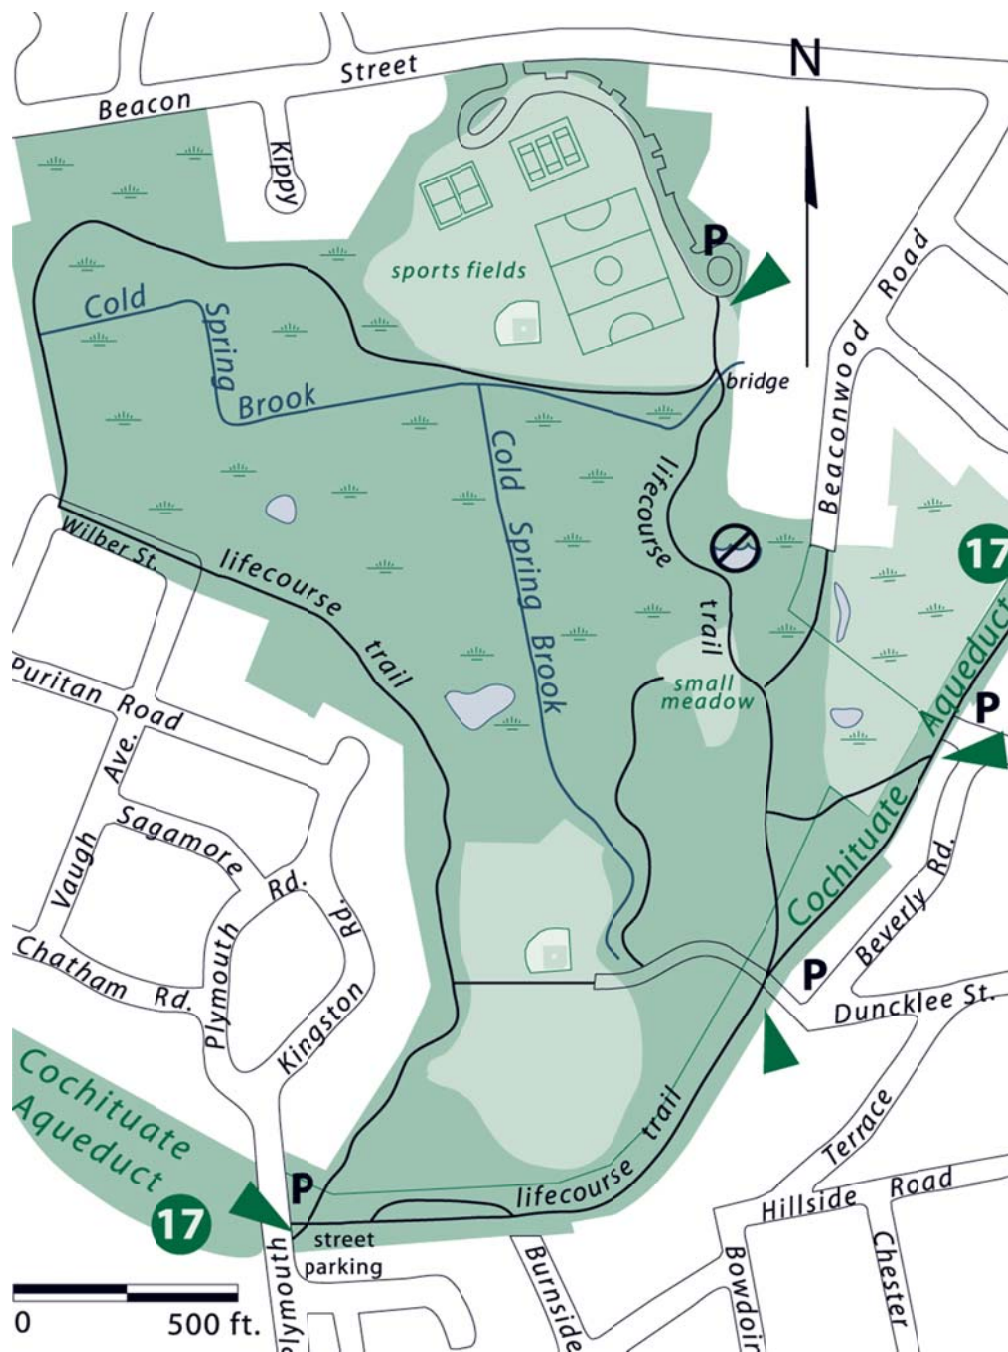 Beacon
Street
N
Kippy
P
sports fields
Road
Cold
Spring
Brook
bridge
Beaconwood
Cold Spring Brook
lifecourse
trail
Wilber St.
lifecourse
trail
17
small
meadow
Cochituate Aqueduct
P
Puritan Road
Vaugh Ave.
Sagamore
Rd.
Plymouth
Kingston
Rd.
Chatham Rd.
Beverly Rd.
P
Duncklee St.
Cochituate
Aqueduct
17
P
street
parking
lifecourse
trail
Terrace
Hillside Road
Plymouth
Burnside
Bowdoin
Chester
0
500 ft.